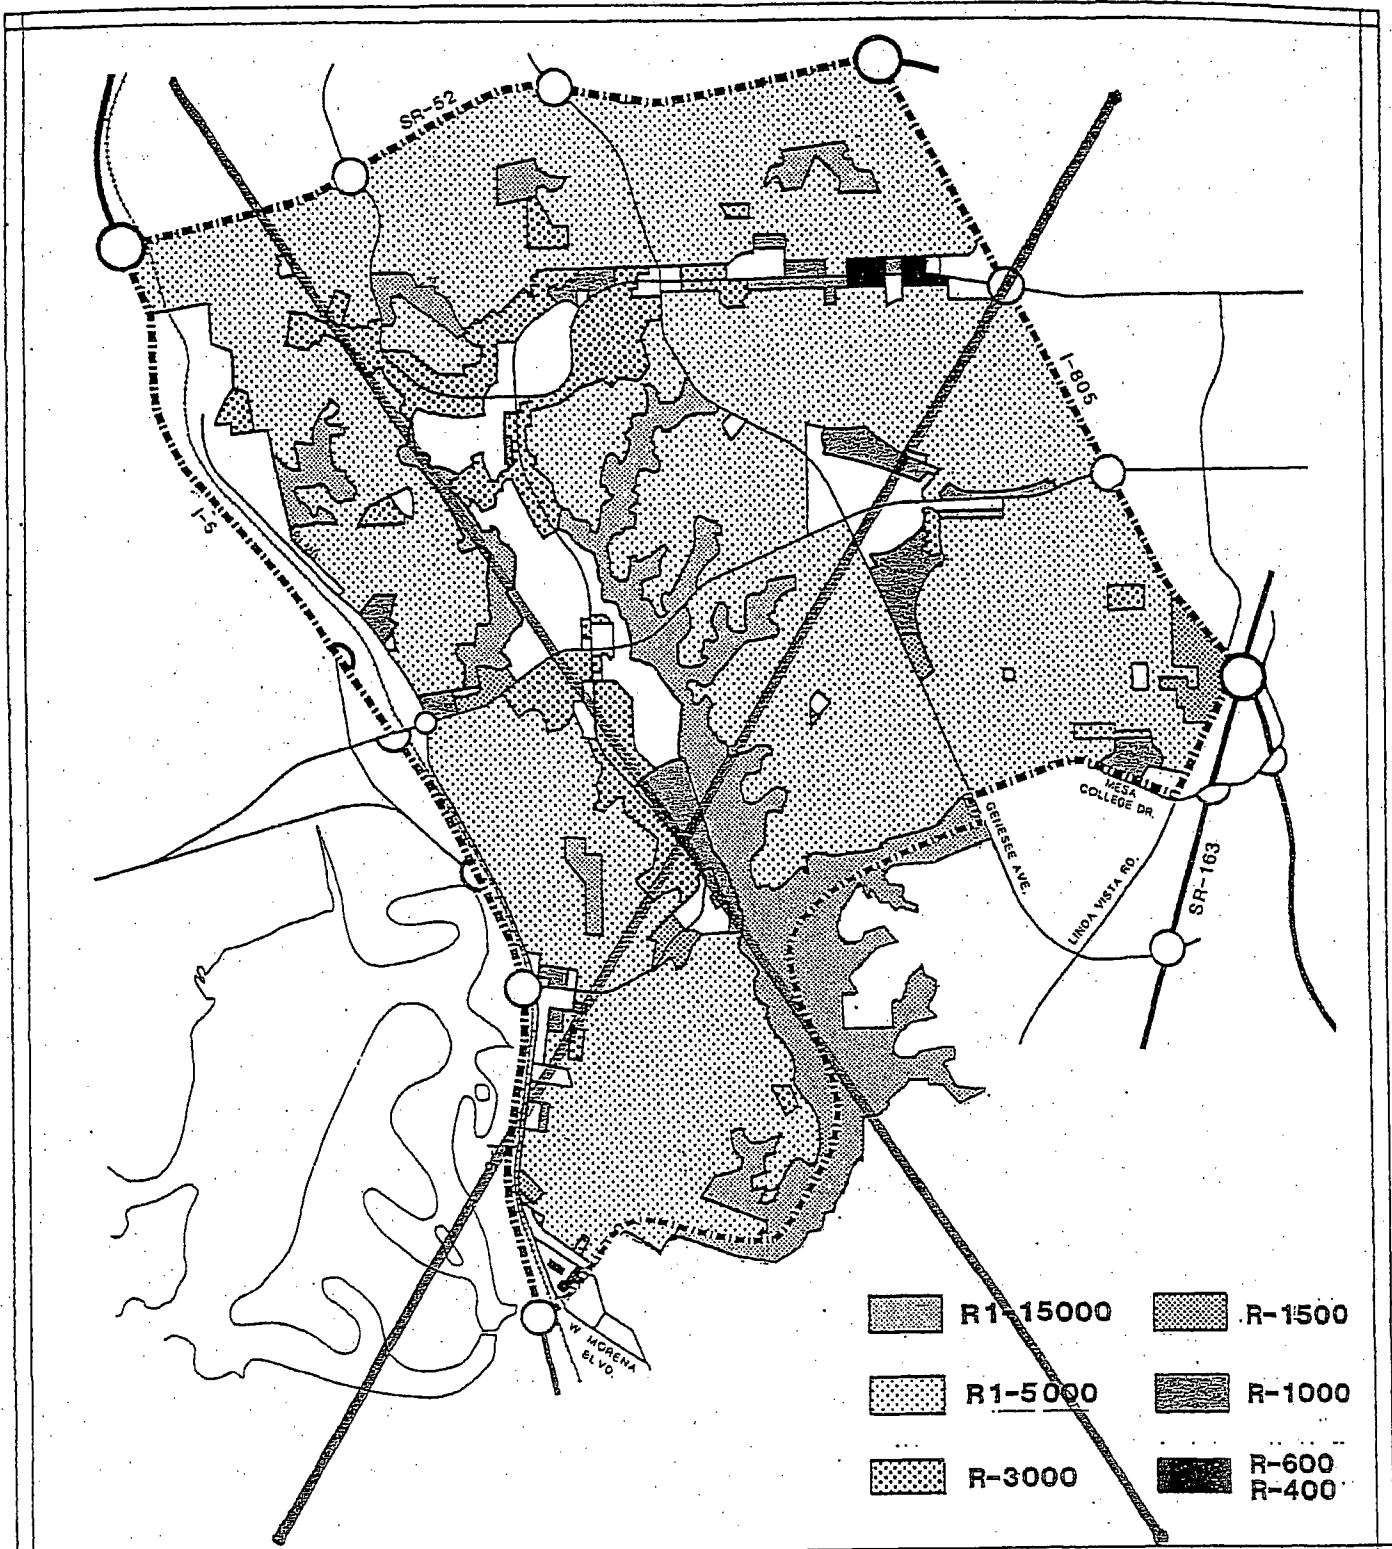 SR-52
I-805
I-5
MESA
COLLEGE DR.
GENESEE AVE.
LINDA VISTA RD.
SR-163
W MORENA
BLVD.
R1-15000
R-1500
R1-5000
R-1000
R-3000
R-600
R-400